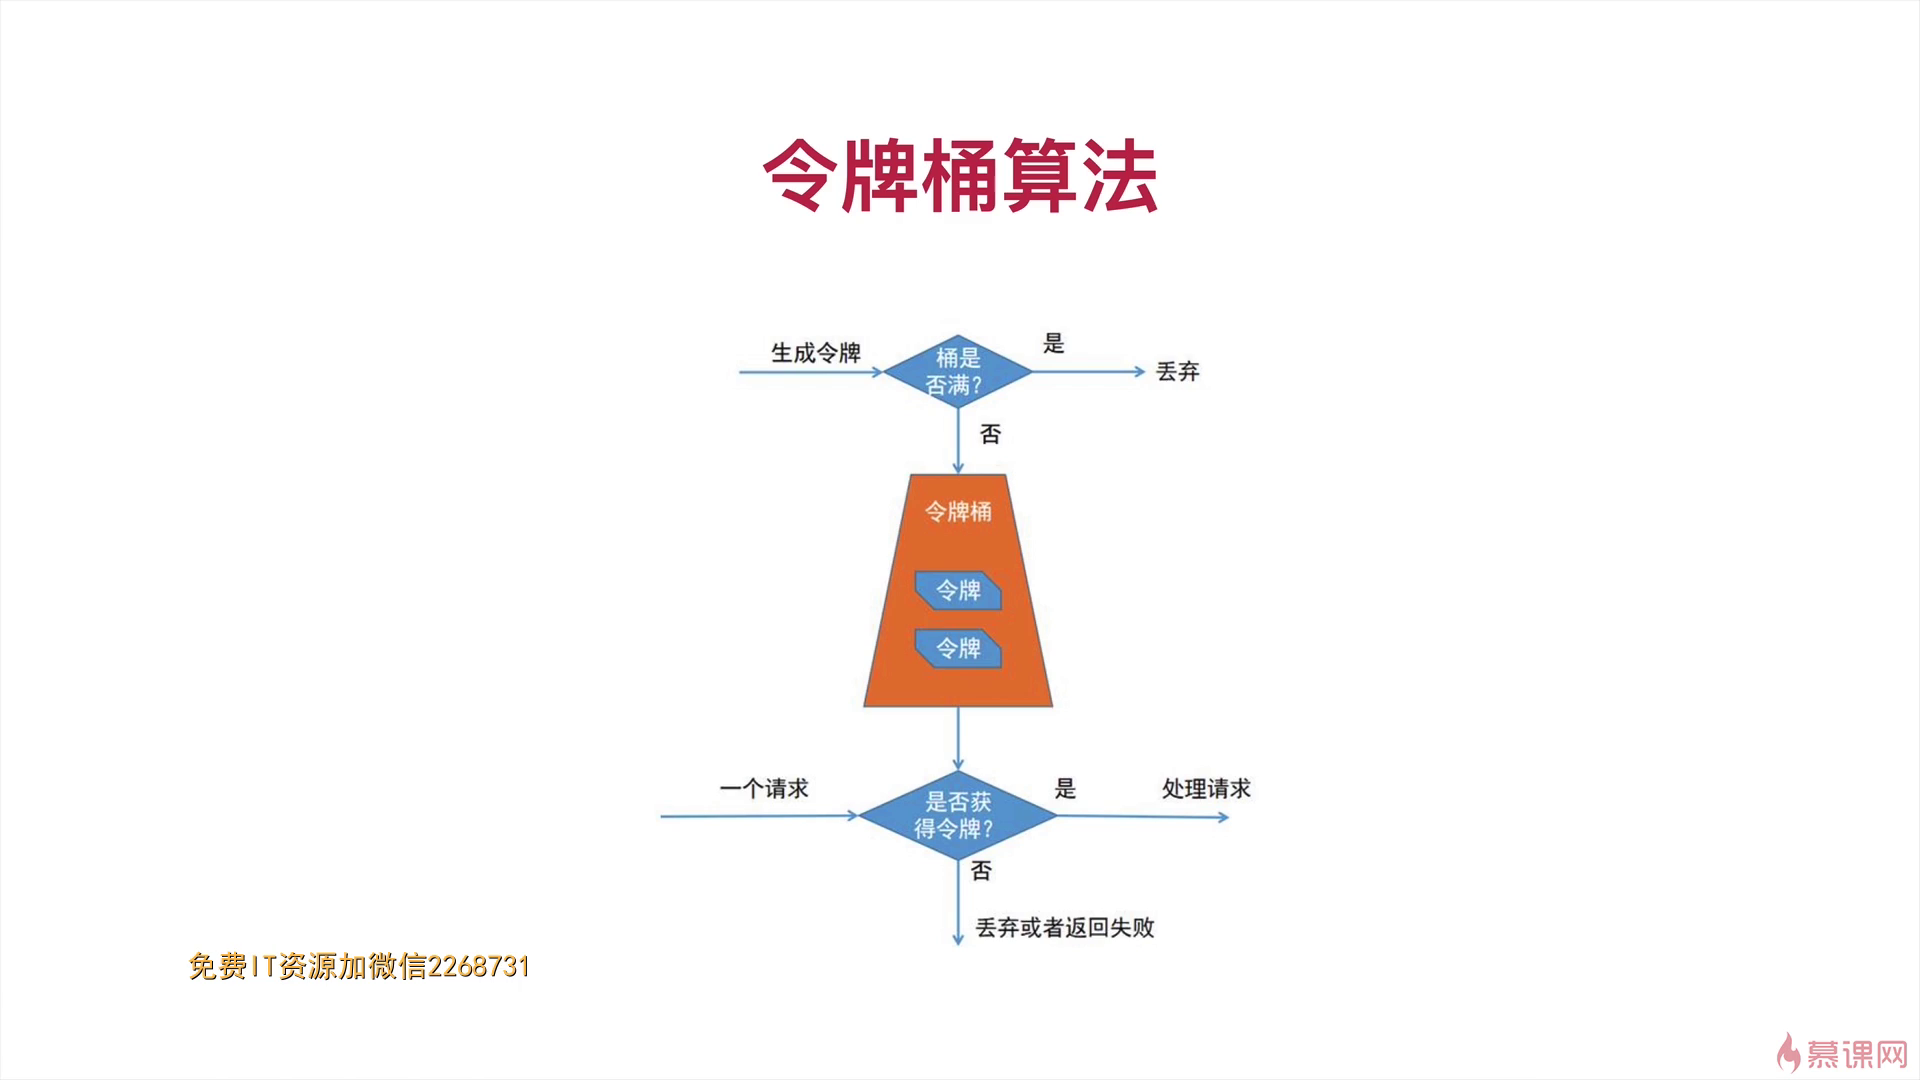 令牌桶算法
生成令牌
桶是
否满?
是
丢弃
否
令牌桶
令牌
令牌
一个请求
是否获
得令牌?
是
处理请求
否
丢弃或者返回失败
免费IT资源加微信2268731
慕课网